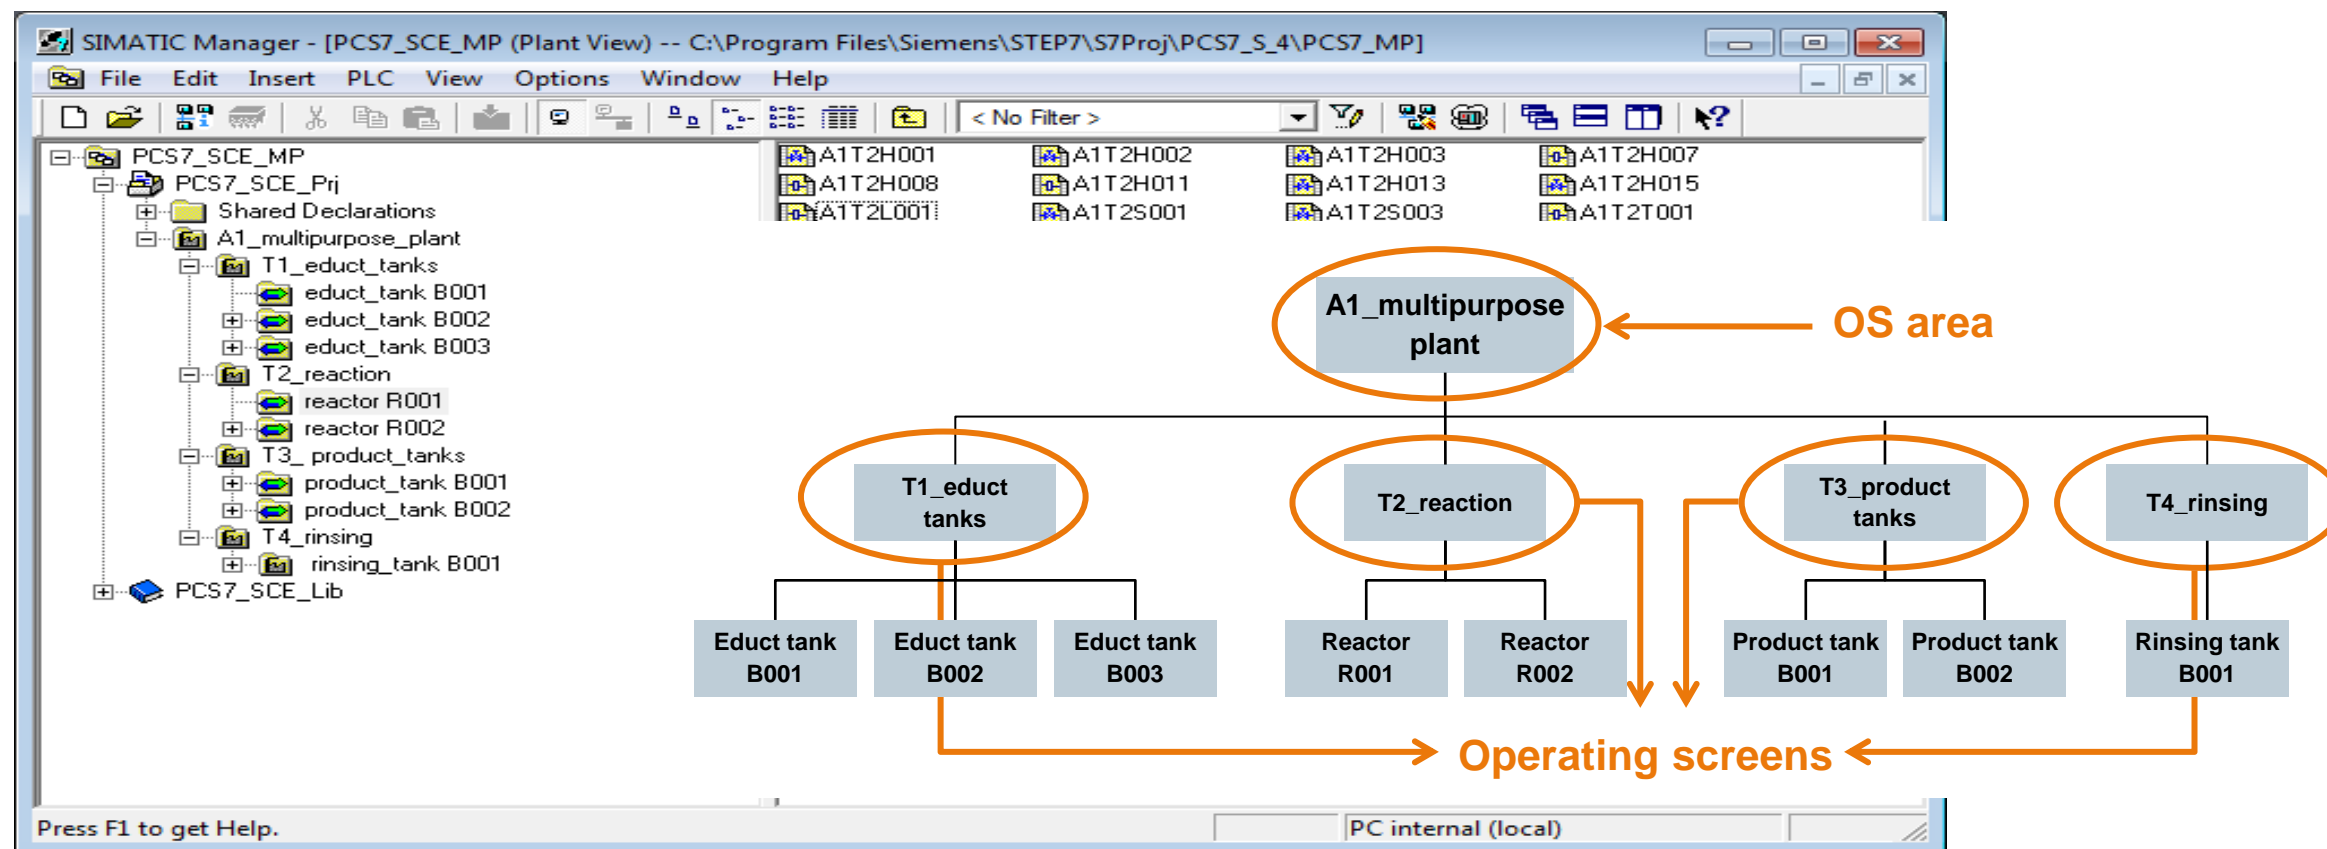 SIMATIC Manager - [PCS7_SCE_MP (Plant View) -- C:\Program Files\Siemens\STEP7\S7Proj\PCS7_S_4\PCS7_MP]
File Edit Insert PLC View Options Window Help
< No Filter >
PCS7_SCE_MP
PCS7_SCE_Prj
Shared Declarations
A1_multipurpose_plant
T1_educt_tanks
educt_tank B001
educt_tank B002
educt_tank B003
T2_reaction
reactor R001
reactor R002
T3_ product_tanks
product_tank B001
product_tank B002
T4_rinsing
rinsing_tank B001
PCS7_SCE_Lib
A1T2H001 A1T2H002 A1T2H003 A1T2H007
A1T2H008 A1T2H011 A1T2H013 A1T2H015
A1T2L001 A1T2S001 A1T2S003 A1T2T001
A1_multipurpose
plant
OS area
T1_educt
tanks
T2_reaction
T3_product
tanks
T4_rinsing
Educt tank
B001
Educt tank
B002
Educt tank
B003
Reactor
R001
Reactor
R002
Product tank
B001
Product tank
B002
Rinsing tank
B001
Operating screens
Press F1 to get Help.
PC internal (local)